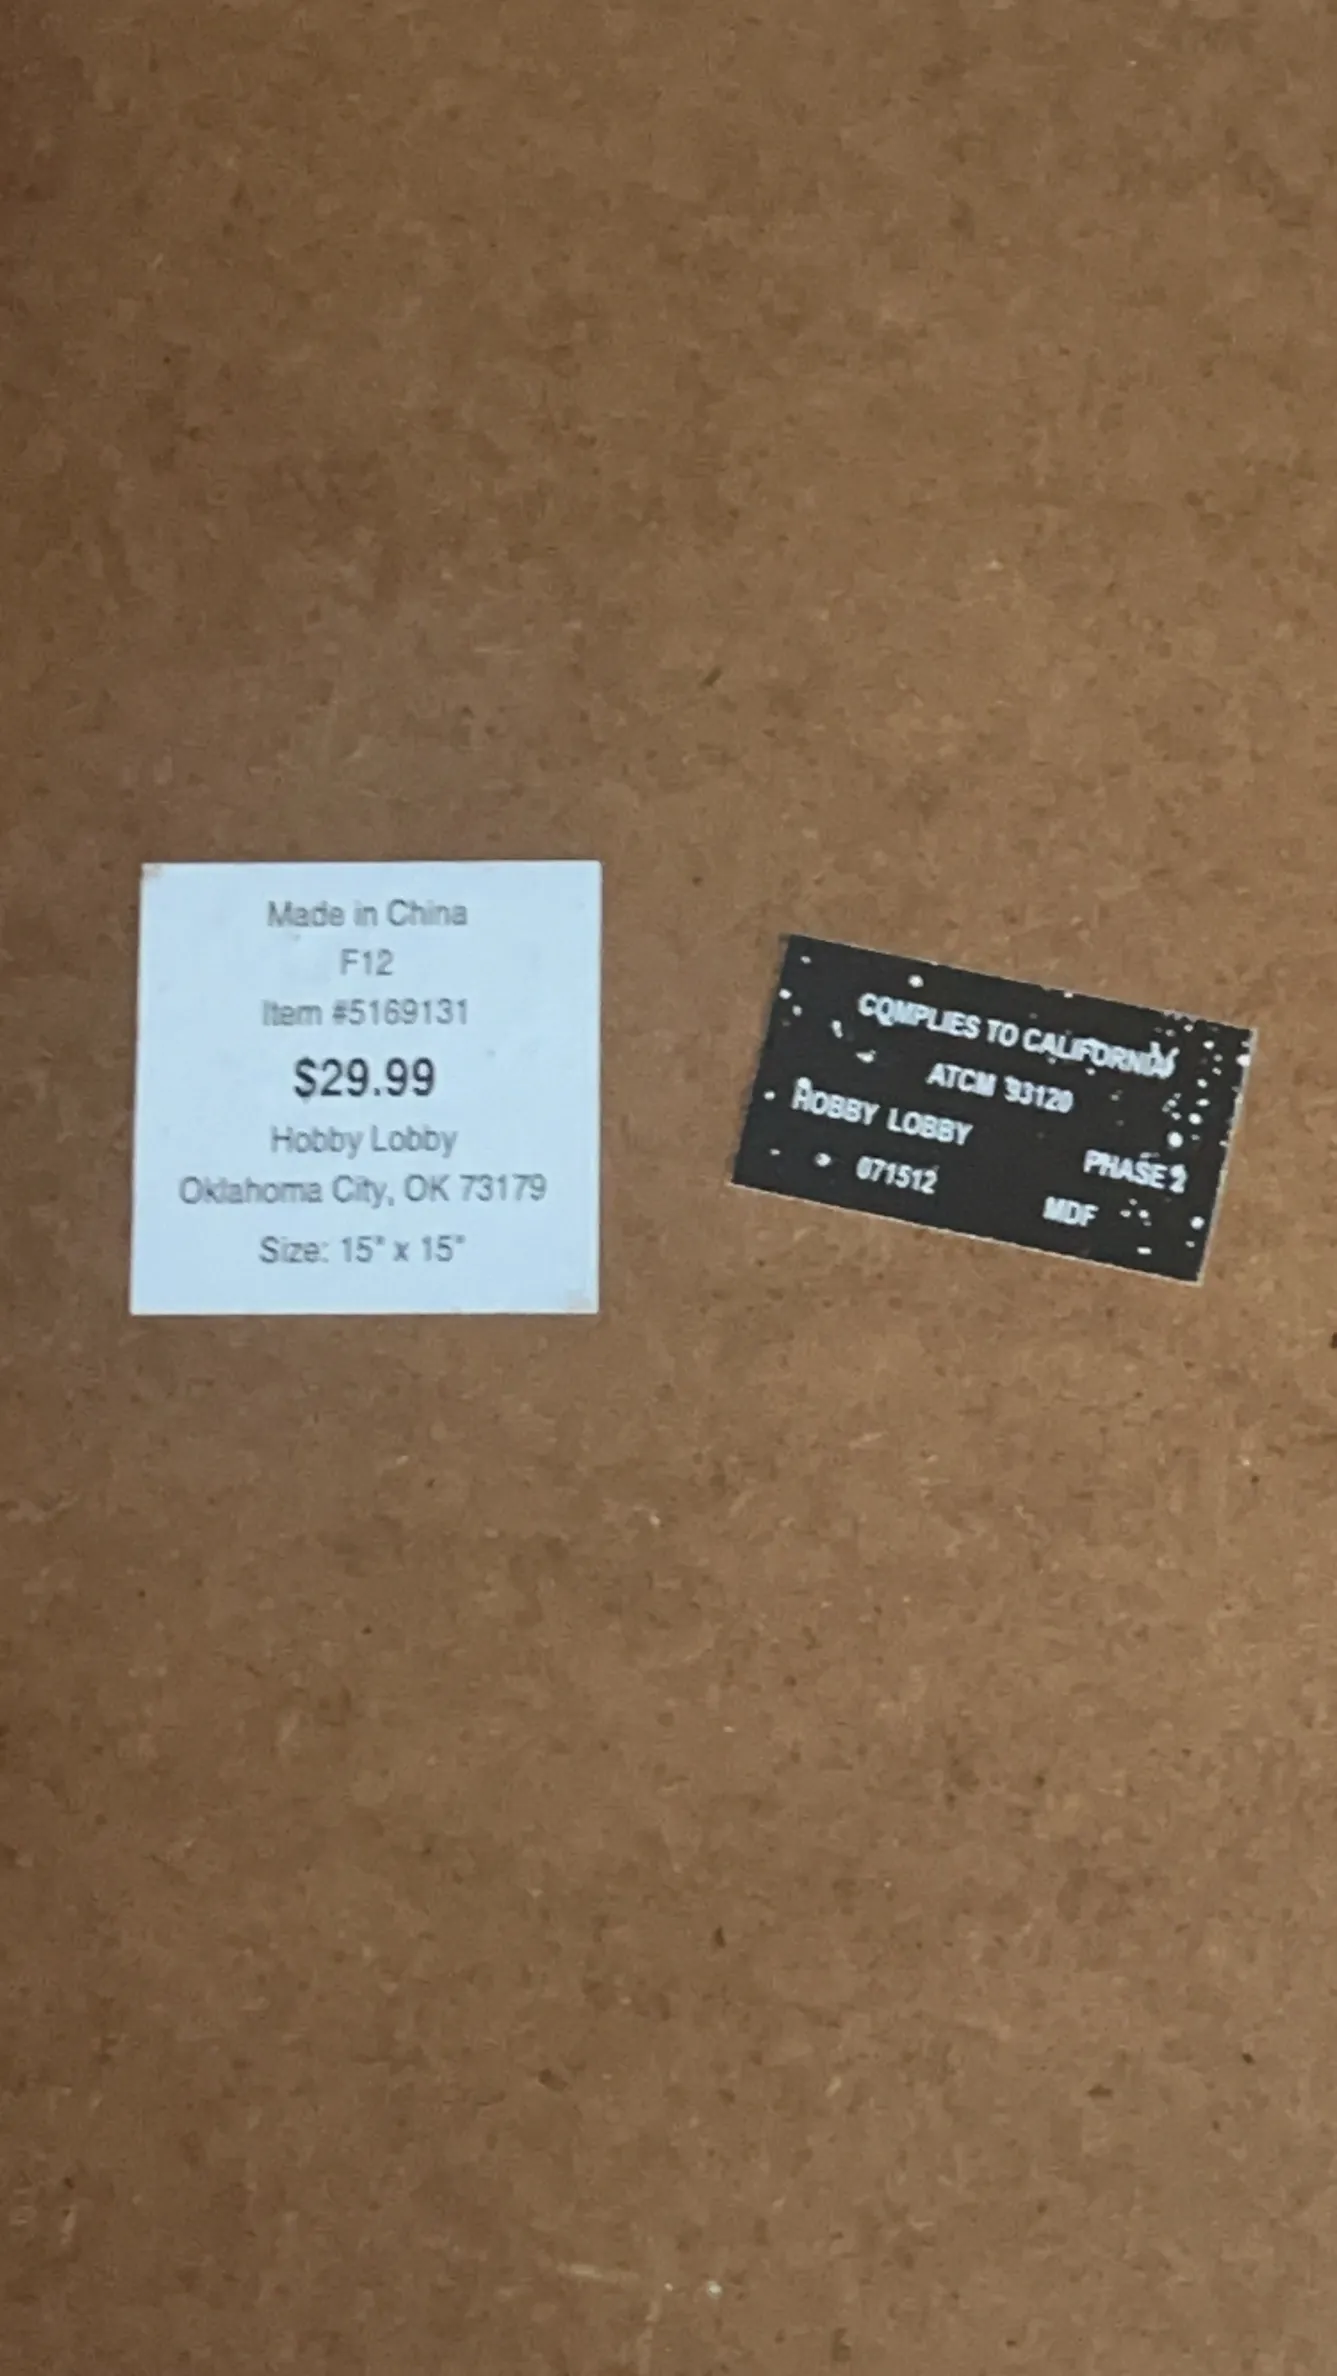 Made in China
F12
Item #5169131
$29.99
Hobby Lobby
Oklahoma City, OK 73179
Size: 15" x 15"
COMPLIES TO CALIFORNIA
ATCM 93120
HOBBY LOBBY
PHASE 2
071512
MDF